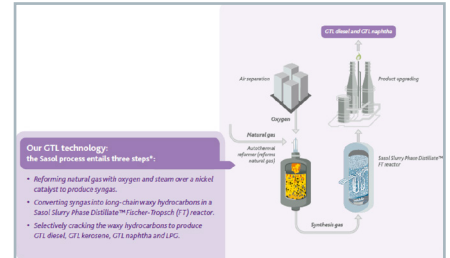 GTL diesel and GTL naphtha
Air separation
Product upgrading
Oxygen
Natural gas
Autothermal
reformer (reforms
natural gas)
Sasol Slurry Phase Distillate™
FT reactor
Synthesis gas
Our GTL technology:
the Sasol process entails three steps*:
• Reforming natural gas with oxygen and steam over a nickel
catalyst to produce syngas.
• Converting syngas into long-chain waxy hydrocarbons in a
Sasol Slurry Phase Distillate™ Fischer-Tropsch (FT) reactor.
• Selectively cracking the waxy hydrocarbons to produce
GTL diesel, GTL kerosene, GTL naphtha and LPG.